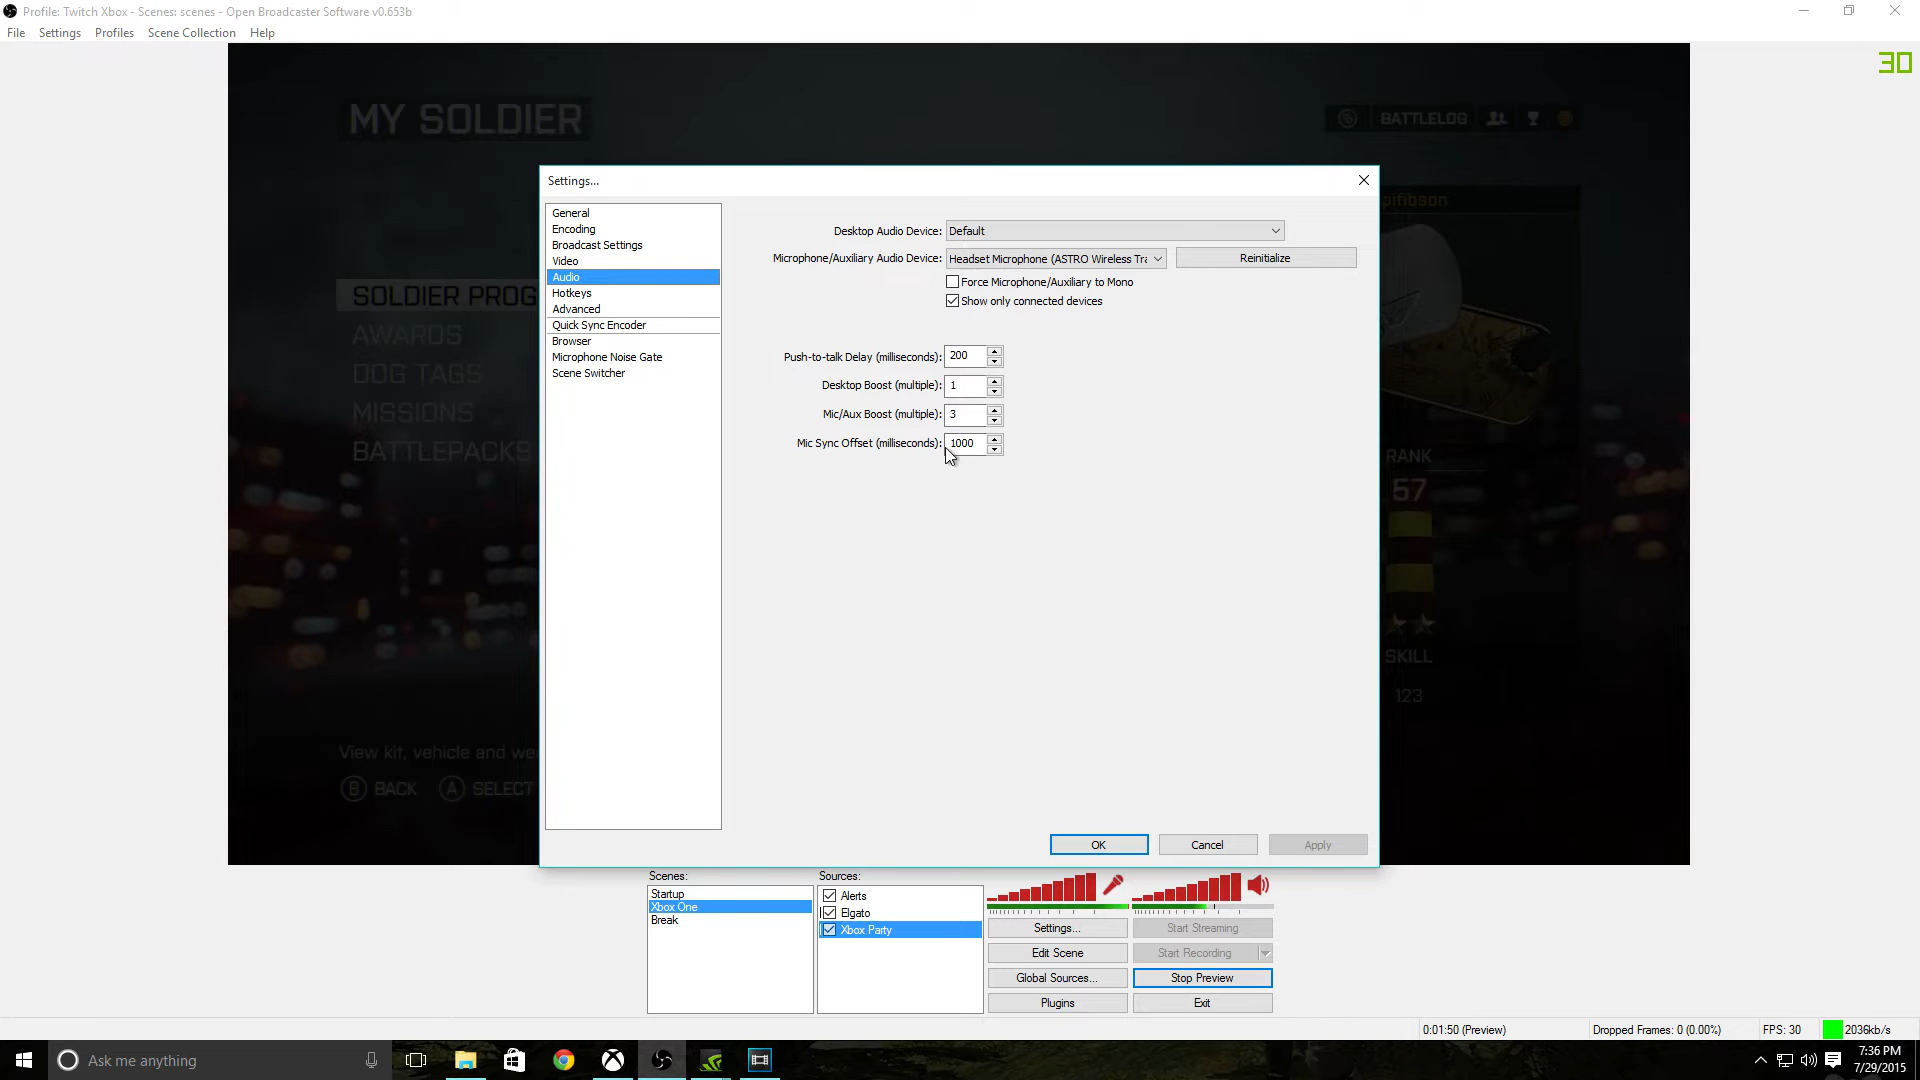 Profile: Twitch Xbox - Scenes: scenes - Open Broadcaster Software v0.653b
File Settings Profiles Scene Collection Help
30
MY SOLDIER
BATTLELOG
Settings...
General
Encoding
Broadcast Settings
Video
Audio
Hotkeys
Advanced
Quick Sync Encoder
Browser
Microphone Noise Gate
Scene Switcher
Desktop Audio Device: Default
Microphone/Auxiliary Audio Device: Headset Microphone (ASTRO Wireless Tra Reinitialize
Force Microphone/Auxiliary to Mono
Show only connected devices
Push-to-talk Delay (milliseconds): 200
Desktop Boost (multiple): 1
Mic/Aux Boost (multiple): 3
Mic Sync Offset (milliseconds): 1000
SOLDIER PROG
AWARDS
DOG TAGS
MISSIONS
BATTLEPACKS
RANK
57
SKILL
123
View kit, vehicle and we
B BACK A SELECT
OK Cancel Apply
Scenes:
Startup
Xbox One
Break
Sources:
Alerts
Elgato
Xbox Party
Settings... Start Streaming
Edit Scene Start Recording
Global Sources... Stop Preview
Plugins Exit
0:01:50 (Preview) Dropped Frames: 0 (0.00%) FPS: 30 2036kb/s
Ask me anything
7:36 PM
7/29/2015